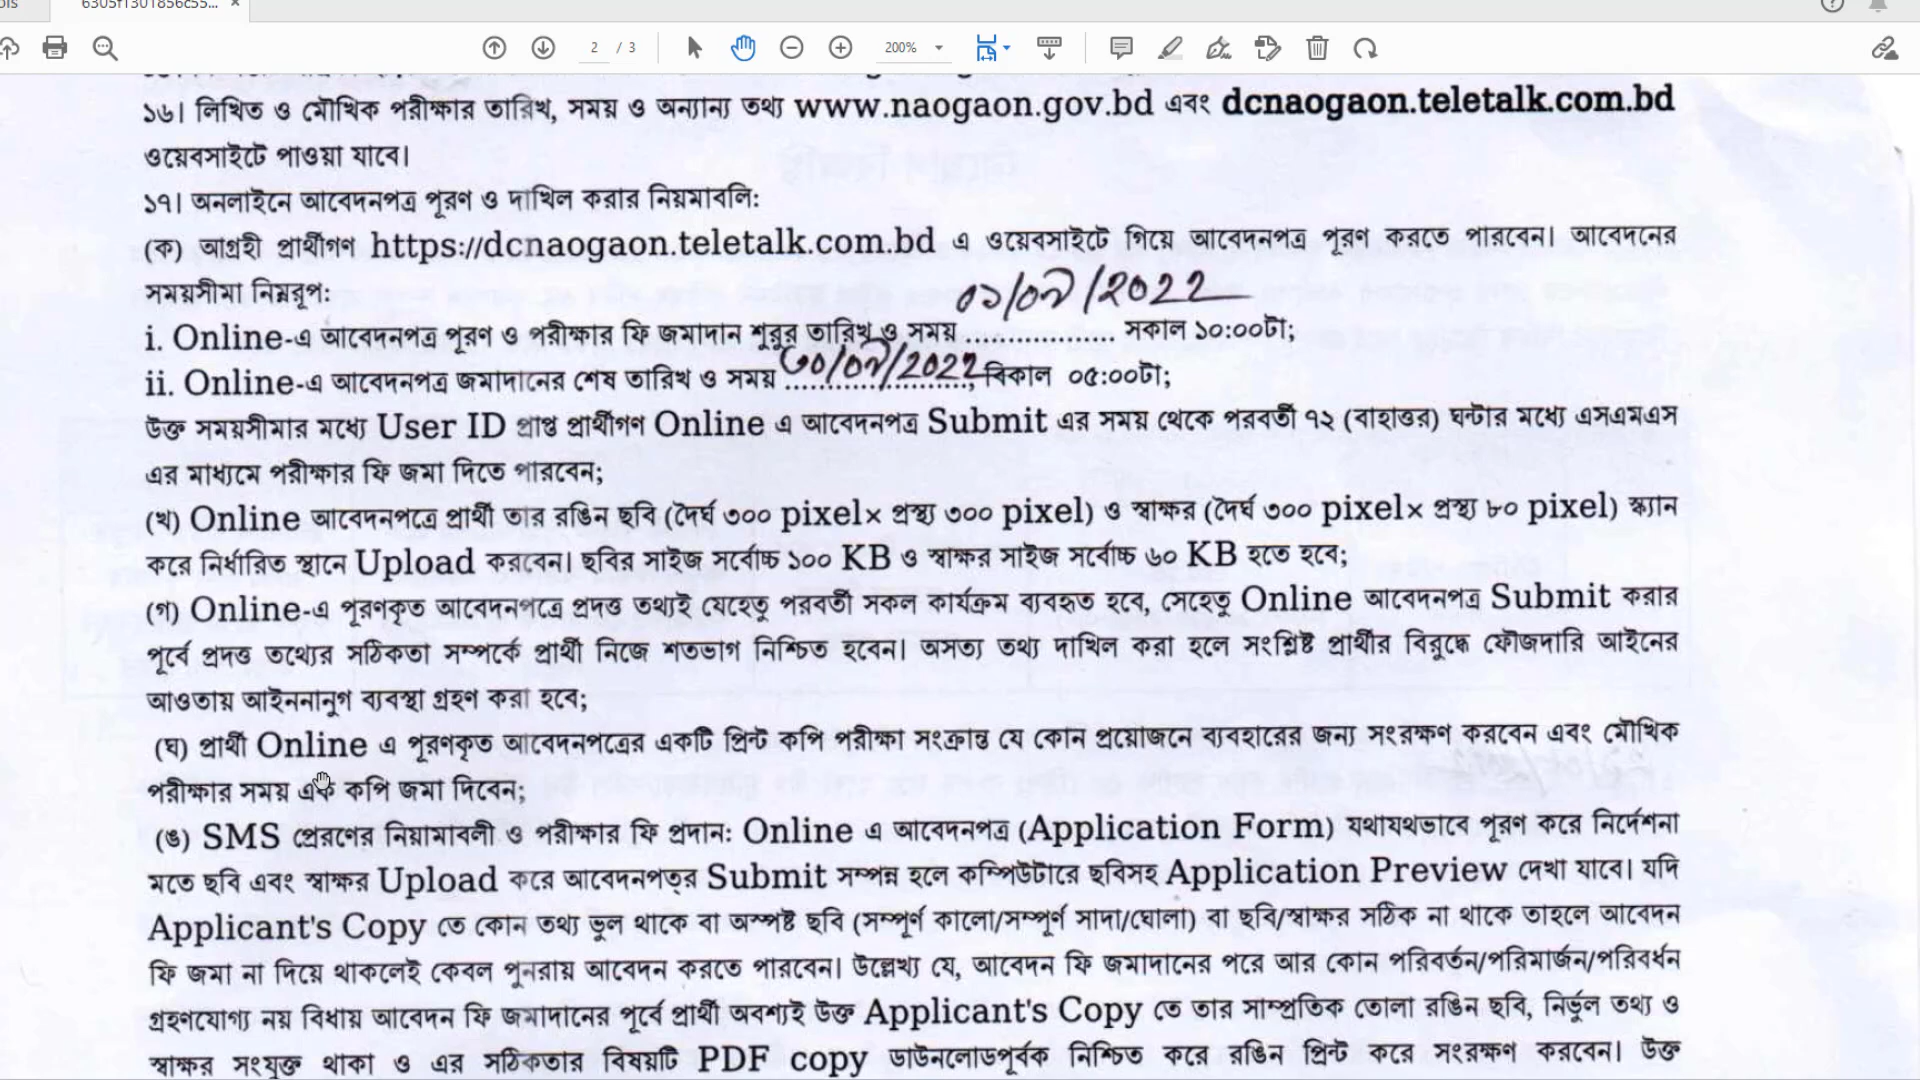 6305f1301856c55...
2 / 3
200%
১৬। লিখিত ও মৌখিক পরীক্ষার তারিখ, সময় ও অন্যান্য তথ্য www.naogaon.gov.bd এবং dcnaogaon.teletalk.com.bd
ওয়েবসাইটে পাওয়া যাবে।
১৭। অনলাইনে আবেদনপত্র পূরণ ও দাখিল করার নিয়মাবলি:
(ক) আগ্রহী প্রার্থীগণ https://dcnaogaon.teletalk.com.bd এ ওয়েবসাইটে গিয়ে আবেদনপত্র পূরণ করতে পারবেন। আবেদনের
সময়সীমা নিম্নরূপ:
i. Online-এ আবেদনপত্র পূরণ ও পরীক্ষার ফি জমাদান শুরুর তারিখ ও সময় ০১/০৯/2022 সকাল ১০:০০টা;
ii. Online-এ আবেদনপত্র জমাদানের শেষ তারিখ ও সময় ৩০/০৯/2022, বিকাল ০৫:০০টা;
উক্ত সময়সীমার মধ্যে User ID প্রাপ্ত প্রার্থীগণ Online এ আবেদনপত্র Submit এর সময় থেকে পরবর্তী ৭২ (বাহাত্তর) ঘন্টার মধ্যে এসএমএস
এর মাধ্যমে পরীক্ষার ফি জমা দিতে পারবেন;
(খ) Online আবেদনপত্রে প্রার্থী তার রঙিন ছবি (দৈর্ঘ ৩০০ pixel× প্রস্থ্য ৩০০ pixel) ও স্বাক্ষর (দৈর্ঘ ৩০০ pixel× প্রস্থ্য ৮০ pixel) স্ক্যান
করে নির্ধারিত স্থানে Upload করবেন। ছবির সাইজ সর্বোচ্চ ১০০ KB ও স্বাক্ষর সাইজ সর্বোচ্চ ৬০ KB হতে হবে;
(গ) Online-এ পূরণকৃত আবেদনপত্রে প্রদত্ত তথ্যই যেহেতু পরবর্তী সকল কার্যক্রম ব্যবহৃত হবে, সেহেতু Online আবেদনপত্র Submit করার
পূর্বে প্রদত্ত তথ্যের সঠিকতা সম্পর্কে প্রার্থী নিজে শতভাগ নিশ্চিত হবেন। অসত্য তথ্য দাখিল করা হলে সংশ্লিষ্ট প্রার্থীর বিরুদ্ধে ফৌজদারি আইনের
আওতায় আইননানুগ ব্যবস্থা গ্রহণ করা হবে;
(ঘ) প্রার্থী Online এ পূরণকৃত আবেদনপত্রের একটি প্রিন্ট কপি পরীক্ষা সংক্রান্ত যে কোন প্রয়োজনে ব্যবহারের জন্য সংরক্ষণ করবেন এবং মৌখিক
পরীক্ষার সময় এক কপি জমা দিবেন;
(ঙ) SMS প্রেরণের নিয়ামাবলী ও পরীক্ষার ফি প্রদান: Online এ আবেদনপত্র (Application Form) যথাযথভাবে পূরণ করে নির্দেশনা
মতে ছবি এবং স্বাক্ষর Upload করে আবেদনপত্র Submit সম্পন্ন হলে কম্পিউটারে ছবিসহ Application Preview দেখা যাবে। যদি
Applicant's Copy তে কোন তথ্য ভুল থাকে বা অস্পষ্ট ছবি (সম্পূর্ণ কালো/সম্পূর্ণ সাদা/ঘোলা) বা ছবি/স্বাক্ষর সঠিক না থাকে তাহলে আবেদন
ফি জমা না দিয়ে থাকলেই কেবল পুনরায় আবেদন করতে পারবেন। উল্লেখ্য যে, আবেদন ফি জমাদানের পরে আর কোন পরিবর্তন/পরিমার্জন/পরিবর্ধন
গ্রহণযোগ্য নয় বিধায় আবেদন ফি জমাদানের পূর্বে প্রার্থী অবশ্যই উক্ত Applicant's Copy তে তার সাম্প্রতিক তোলা রঙিন ছবি, নির্ভুল তথ্য ও
স্বাক্ষর সংযুক্ত থাকা ও এর সঠিকতার বিষয়টি PDF copy ডাউনলোডপূর্বক নিশ্চিত করে রঙিন প্রিন্ট করে সংরক্ষণ করবেন। উক্ত